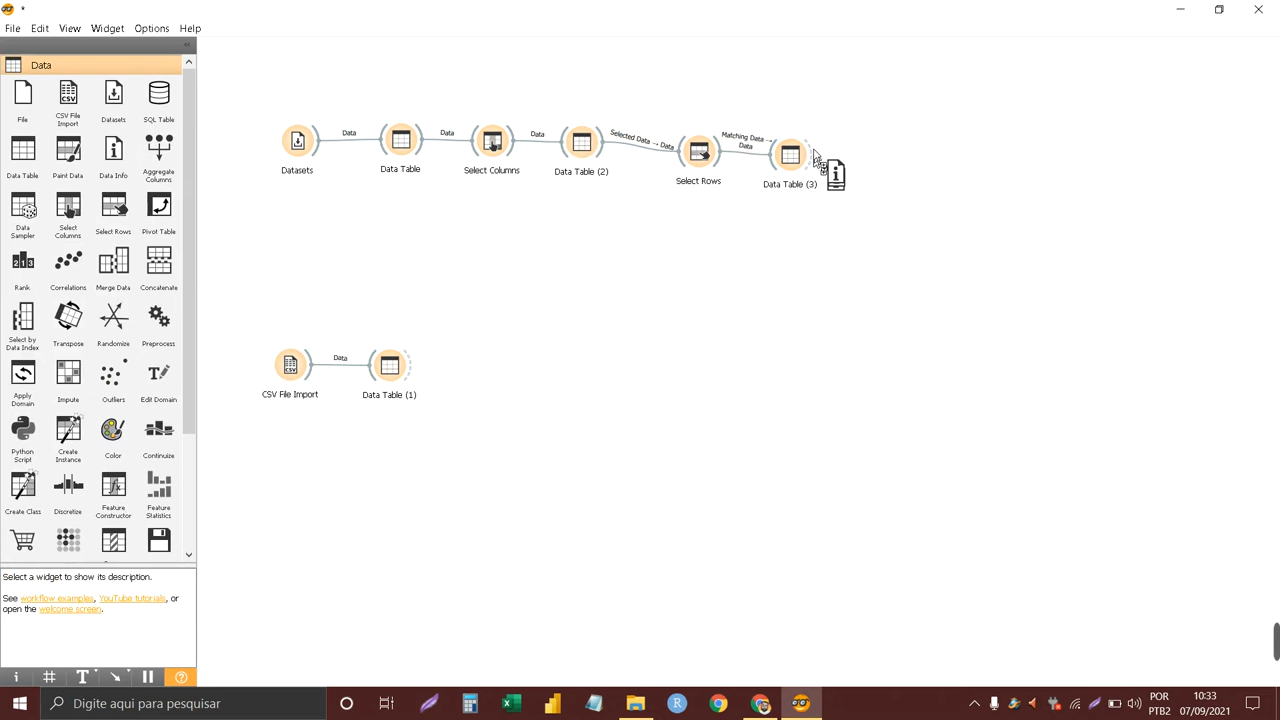 *
File Edit View Widget Options Help
Data
File
CSV File Import
Datasets
SQL Table
Data Table
Paint Data
Data Info
Aggregate Columns
Data Sampler
Select Columns
Select Rows
Pivot Table
Rank
Correlations
Merge Data
Concatenate
Select by Data Index
Transpose
Randomize
Preprocess
Apply Domain
Impute
Outliers
Edit Domain
Python Script
Create Instance
Color
Continuize
Create Class
Discretize
Feature Constructor
Feature Statistics
Select a widget to show its description.
See workflow examples, YouTube tutorials, or
open the welcome screen.
Datasets
Data
Data Table
Data
Select Columns
Data
Data Table (2)
Selected Data → Data
Select Rows
Matching Data → Data
Data Table (3)
CSV File Import
Data
Data Table (1)
Digite aqui para pesquisar
POR
PTB2
10:33
07/09/2021